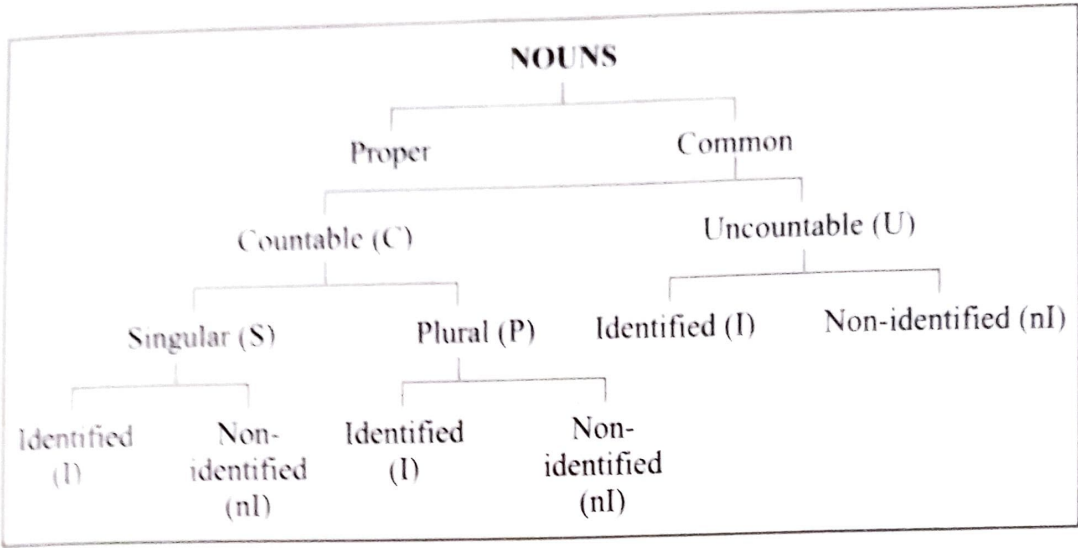 NOUNS
Proper
Common
Countable (C)
Uncountable (U)
Singular (S)
Plural (P)
Identified (I)
Non-identified (nI)
Identified
(I)
Non-
identified
(nI)
Identified
(I)
Non-
identified
(nI)